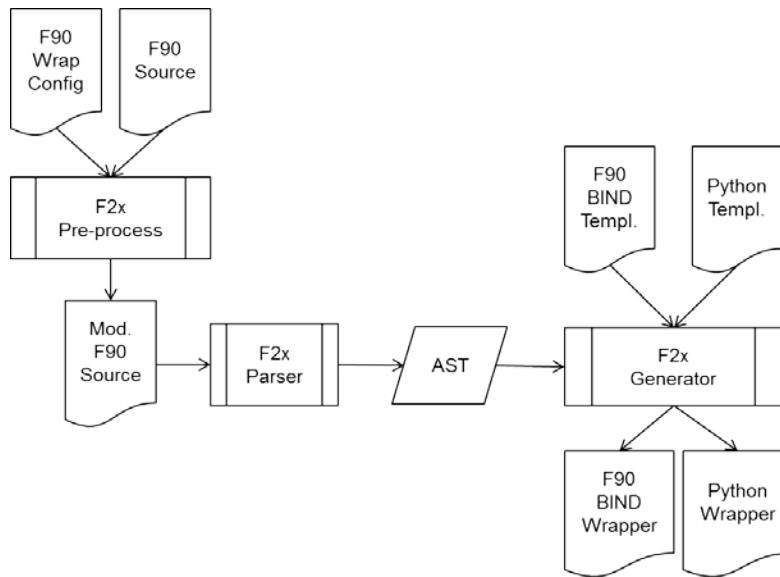 F90
Wrap
Config
F90
Source
F2x
Pre-process
Mod.
F90
Source
F2x
Parser
AST
F90
BIND
Templ.
Python
Templ.
F2x
Generator
F90
BIND
Wrapper
Python
Wrapper